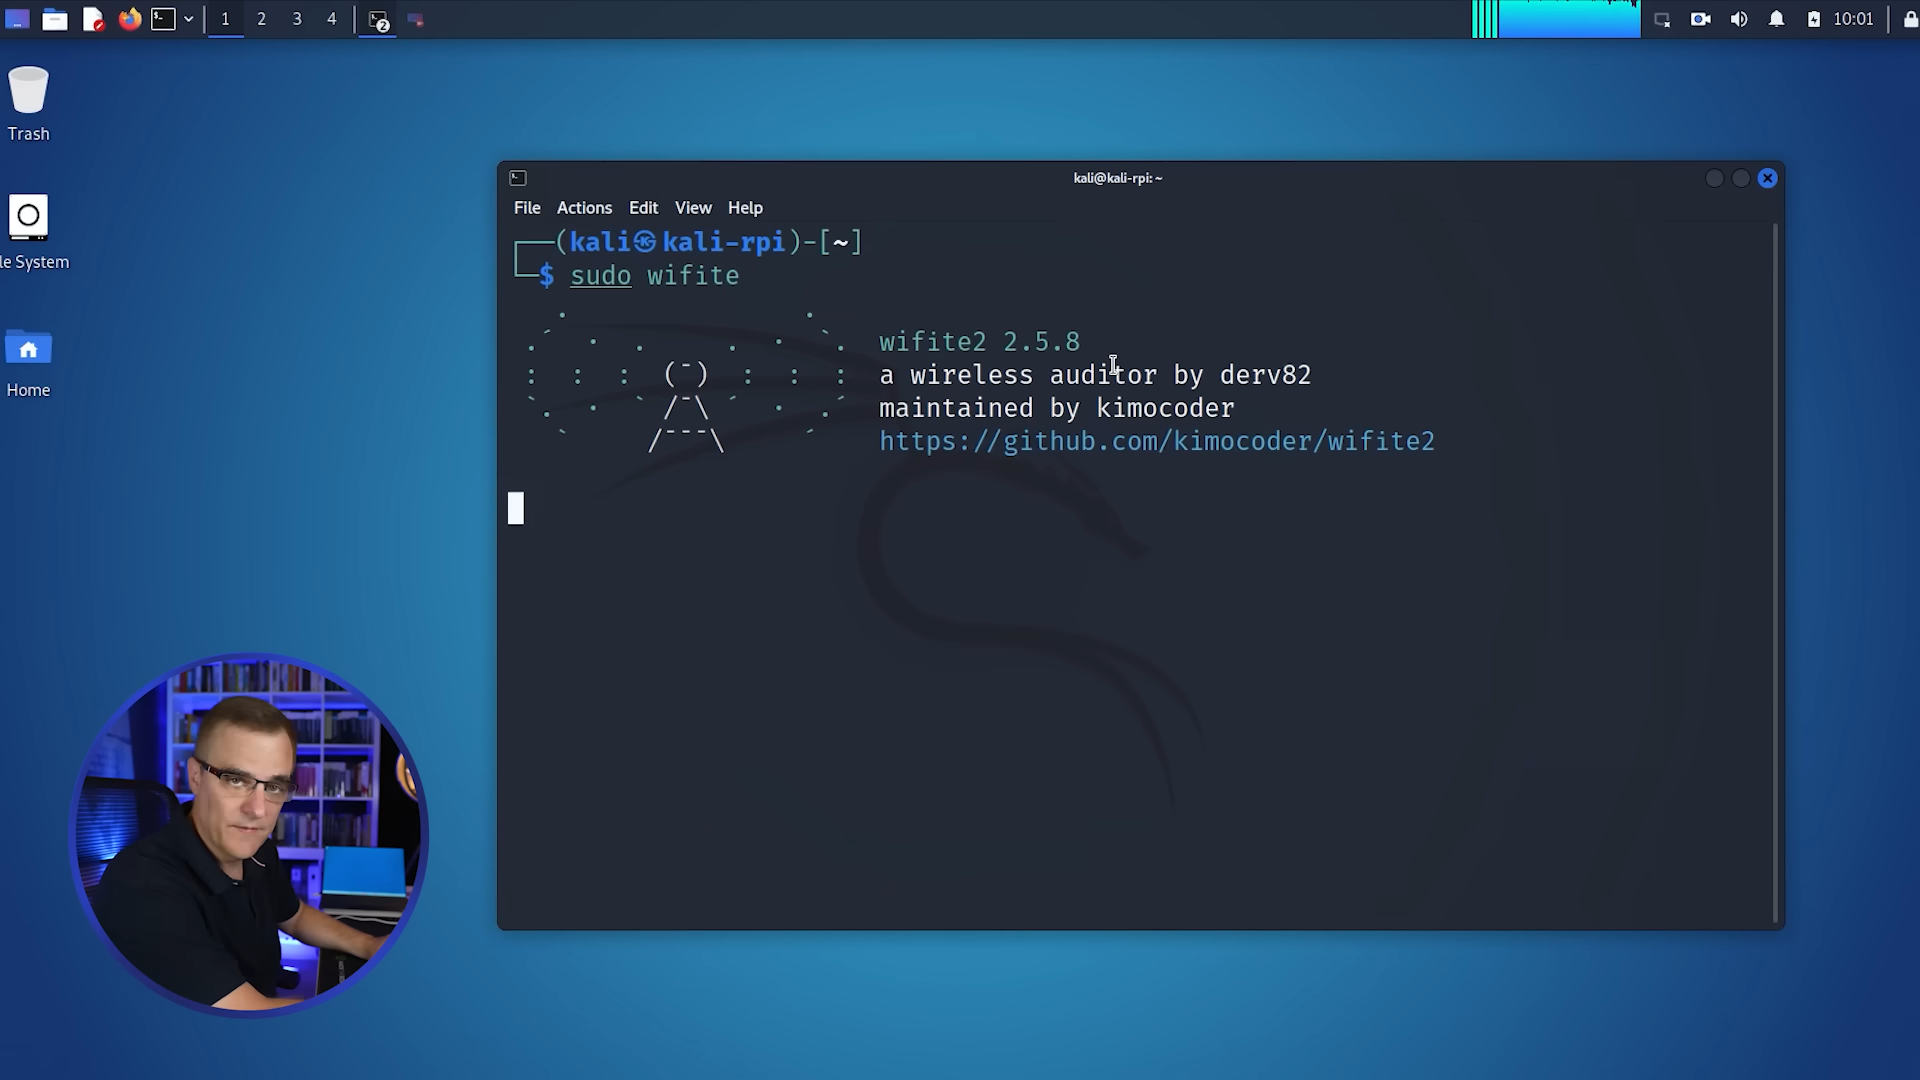 1 2 3 4 2 10:01
Trash
le System
Home
kali@kali-rpi: ~
File Actions Edit View Help
(kali㉿kali-rpi)-[~]
$ sudo wifite
wifite2 2.5.8
a wireless auditor by derv82
maintained by kimocoder
https://github.com/kimocoder/wifite2